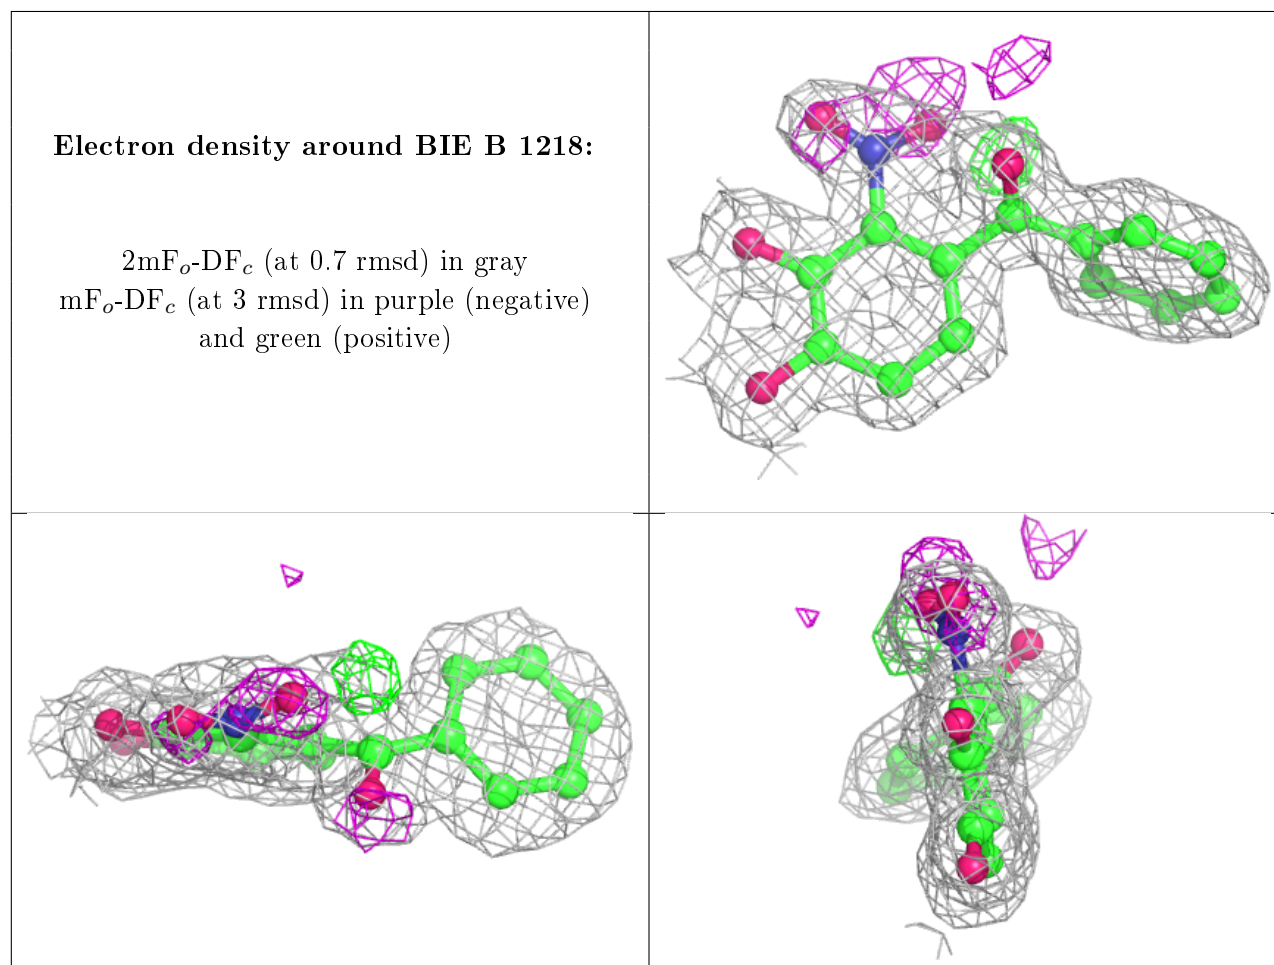 Electron density around BIE B 1218:
2mFₒ-DF𝒸 (at 0.7 rmsd) in gray
mFₒ-DF𝒸 (at 3 rmsd) in purple (negative)
and green (positive)